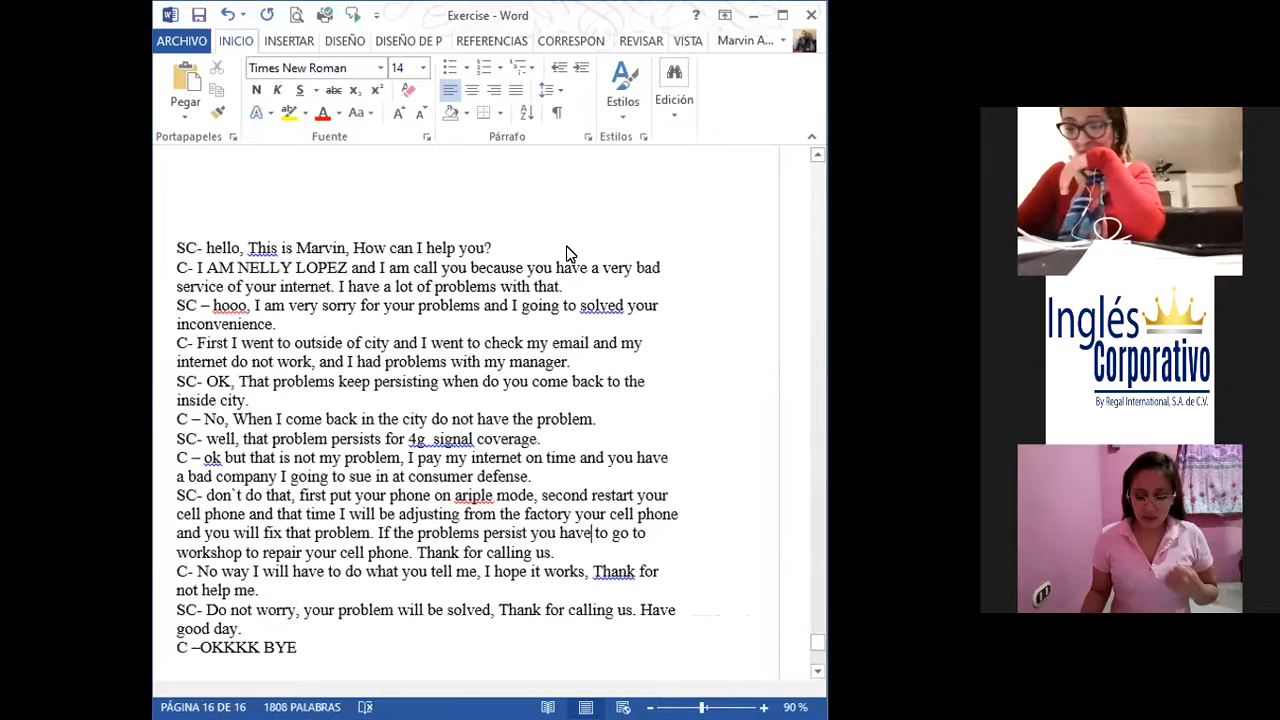 Exercise - Word
ARCHIVO INICIO INSERTAR DISEÑO DISEÑO DE P REFERENCIAS CORRESPON REVISAR VISTA Marvin A...
Times New Roman 14
Pegar
N K S abc x₂ x²
Aa
Estilos
Edición
Portapapeles Fuente Párrafo Estilos
SC- hello, This is Marvin, How can I help you?
C- I AM NELLY LOPEZ and I am call you because you have a very bad
service of your internet. I have a lot of problems with that.
SC – hooo, I am very sorry for your problems and I going to solved your
inconvenience.
C- First I went to outside of city and I went to check my email and my
internet do not work, and I had problems with my manager.
SC- OK, That problems keep persisting when do you come back to the
inside city.
C – No, When I come back in the city do not have the problem.
SC- well, that problem persists for 4g signal coverage.
C – ok but that is not my problem, I pay my internet on time and you have
a bad company I going to sue in at consumer defense.
SC- don`t do that, first put your phone on ariple mode, second restart your
cell phone and that time I will be adjusting from the factory your cell phone
and you will fix that problem. If the problems persist you have to go to
workshop to repair your cell phone. Thank for calling us.
C- No way I will have to do what you tell me, I hope it works, Thank for
not help me.
SC- Do not worry, your problem will be solved, Thank for calling us. Have
good day.
C –OKKKK BYE
PÁGINA 16 DE 16 1808 PALABRAS 90 %
Inglés
Corporativo
By Regal International, S.A. de C.V.